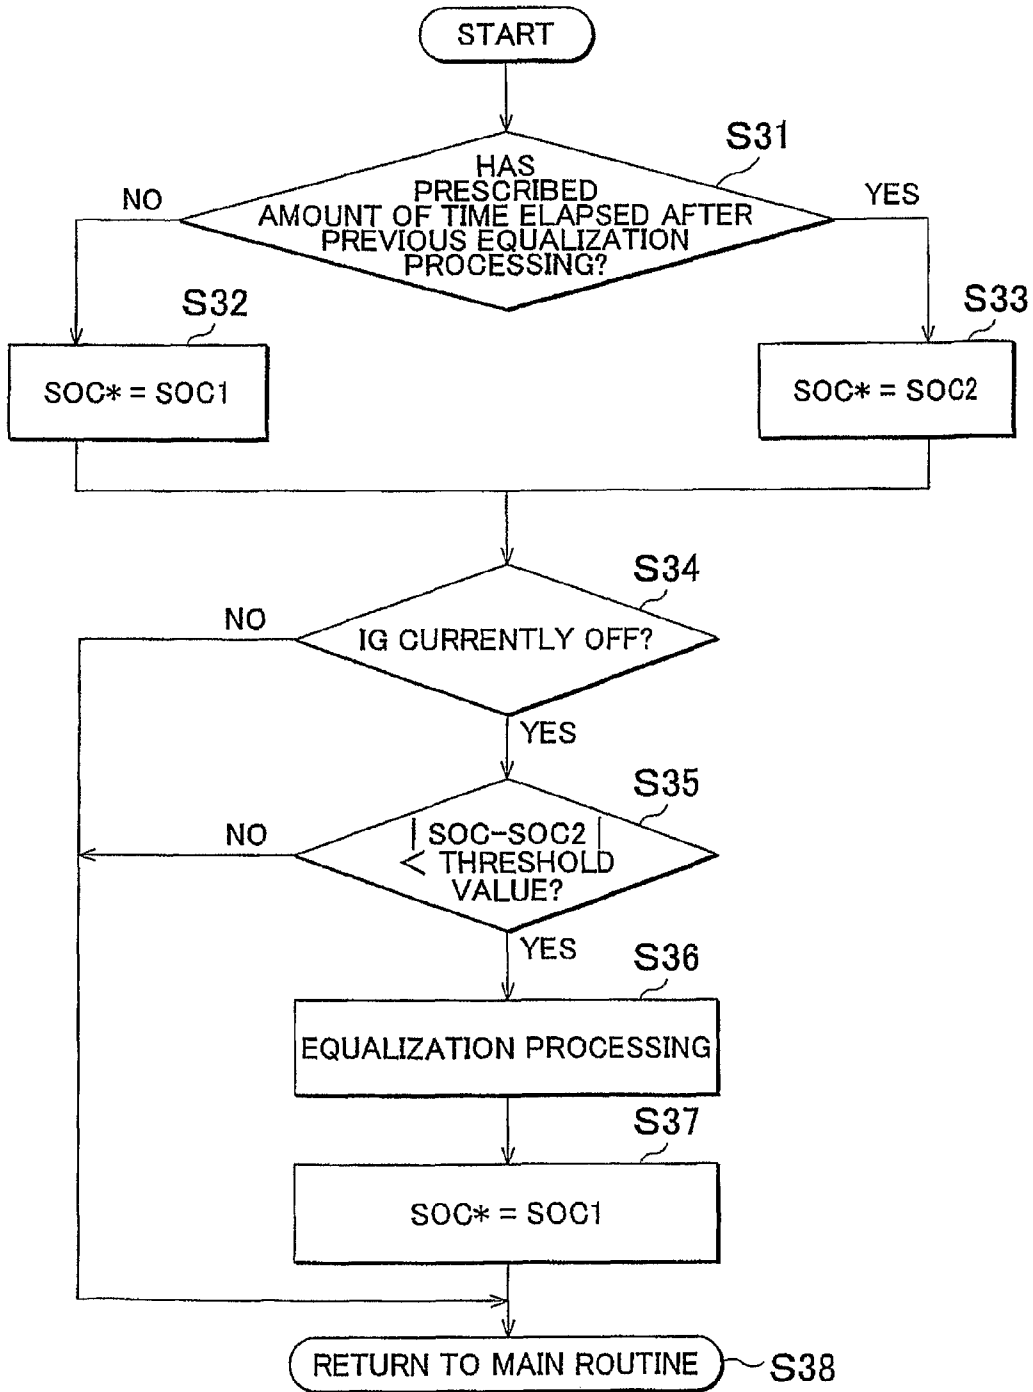 START
S31
HAS
PRESCRIBED
AMOUNT OF TIME ELAPSED AFTER
PREVIOUS EQUALIZATION
PROCESSING?
NO
YES
S32
SOC* = SOC1
S33
SOC* = SOC2
S34
IG CURRENTLY OFF?
NO
YES
S35
| SOC-SOC2 |
< THRESHOLD
VALUE?
NO
YES
S36
EQUALIZATION PROCESSING
S37
SOC* = SOC1
RETURN TO MAIN ROUTINE
S38